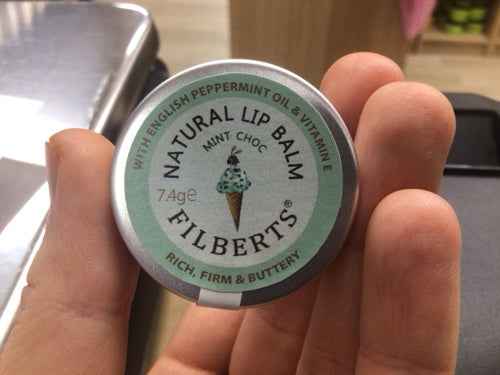 WITH ENGLISH PEPPERMINT OIL & VITAMIN E
NATURAL LIP BALM
MINT CHOC
7.4g℮
FILBERTS®
RICH, FIRM & BUTTERY